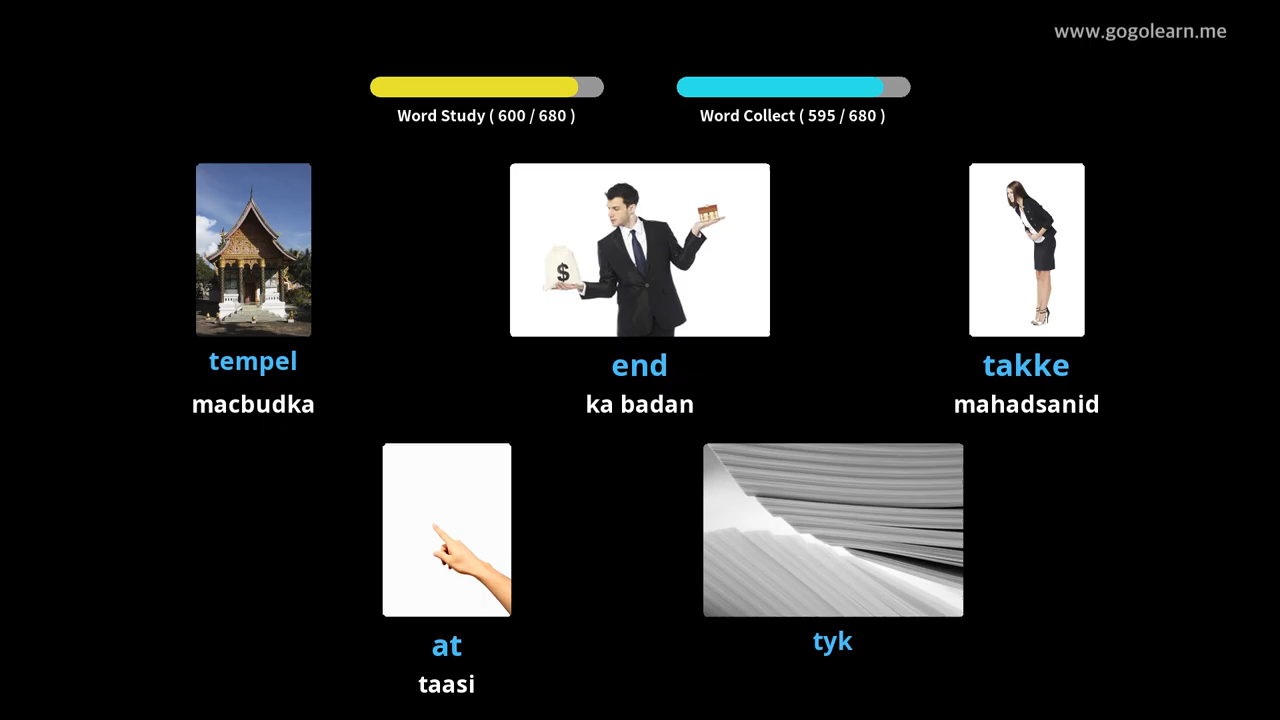 www.gogolearn.me
Word Study ( 600 / 680 )
Word Collect ( 595 / 680 )
tempel
macbudka
end
ka badan
takke
mahadsanid
at
taasi
tyk
$